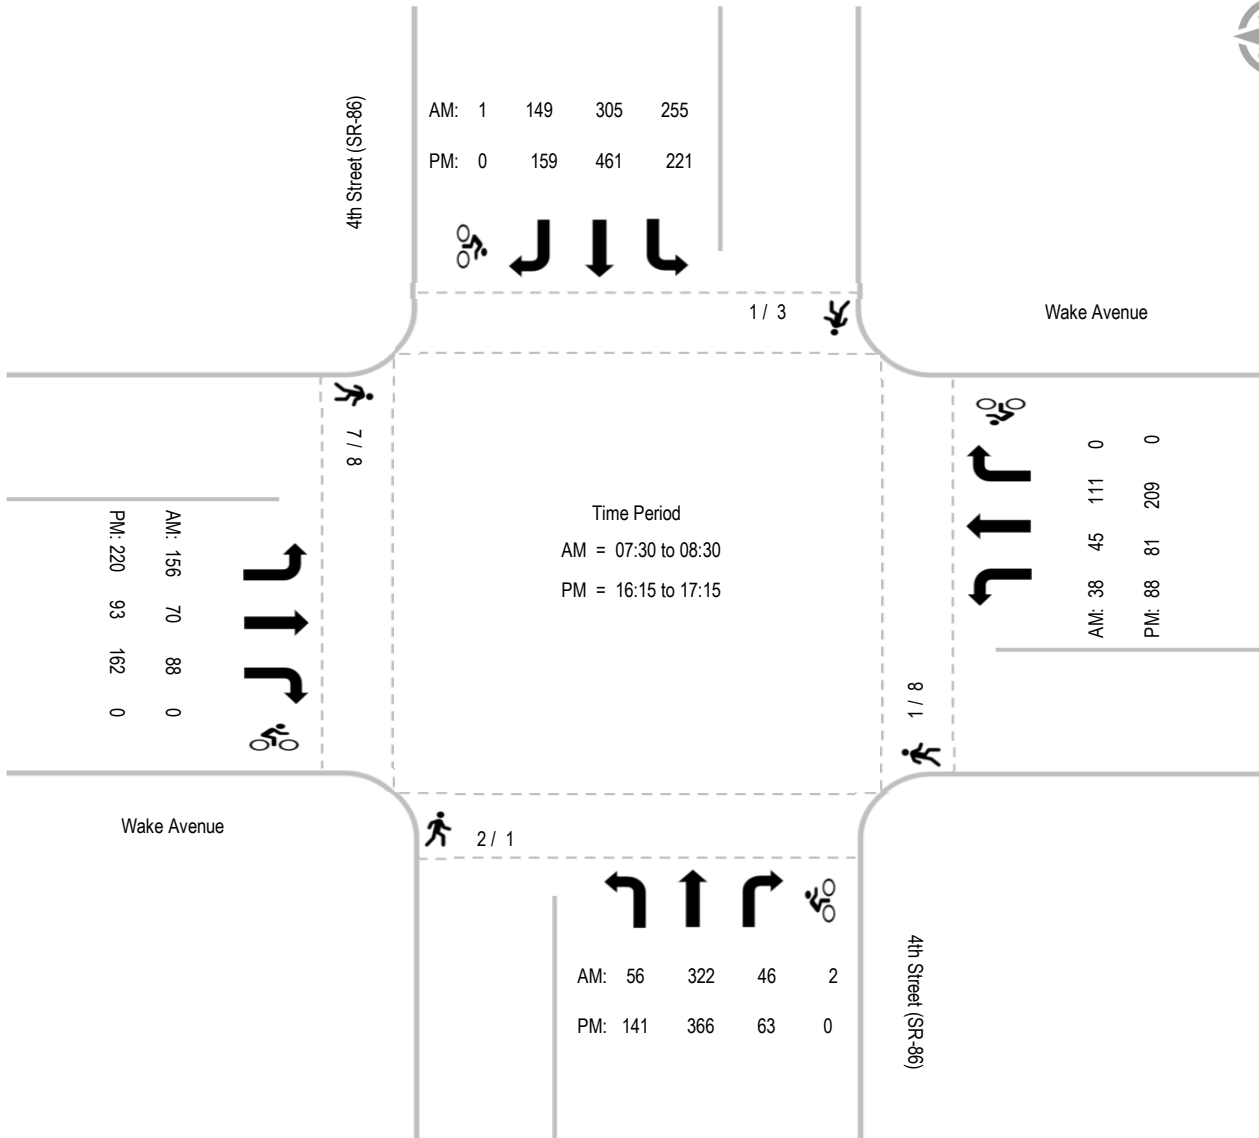 4th Street (SR-86)
AM: 1 149 305 255
PM: 0 159 461 221
1 / 3
Wake Avenue
7 / 8
Time Period
AM = 07:30 to 08:30
PM = 16:15 to 17:15
AM: 156 70 88 0
PM: 220 93 162 0
AM: 38 45 111 0
PM: 88 81 209 0
1 / 8
Wake Avenue
2 / 1
AM: 56 322 46 2
PM: 141 366 63 0
4th Street (SR-86)